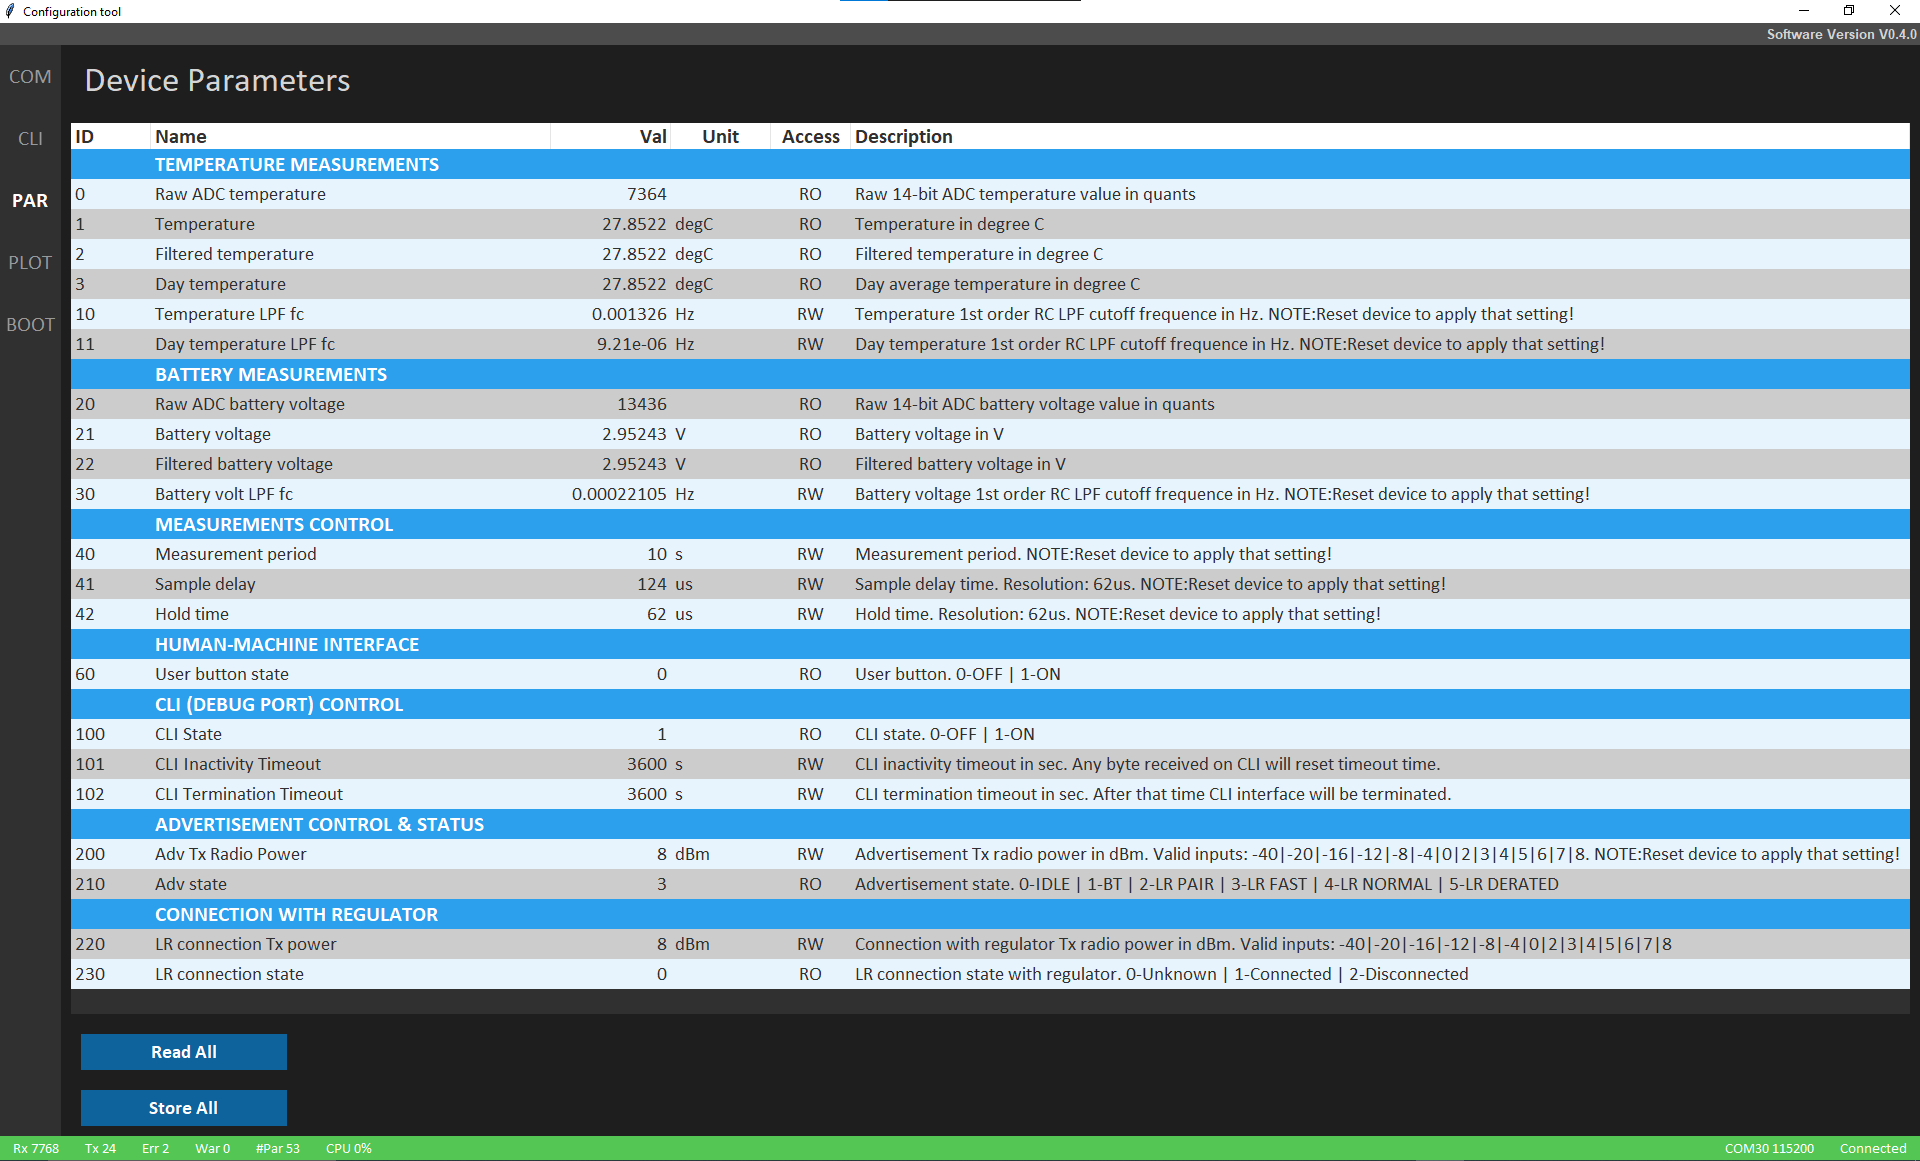 Configuration tool
Software Version V0.4.0
COM
CLI
PAR
PLOT
BOOT
Device Parameters
ID Name Val Unit Access Description
TEMPERATURE MEASUREMENTS
0 Raw ADC temperature 7364 RO Raw 14-bit ADC temperature value in quants
1 Temperature 27.8522 degC RO Temperature in degree C
2 Filtered temperature 27.8522 degC RO Filtered temperature in degree C
3 Day temperature 27.8522 degC RO Day average temperature in degree C
10 Temperature LPF fc 0.001326 Hz RW Temperature 1st order RC LPF cutoff frequence in Hz. NOTE:Reset device to apply that setting!
11 Day temperature LPF fc 9.21e-06 Hz RW Day temperature 1st order RC LPF cutoff frequence in Hz. NOTE:Reset device to apply that setting!
BATTERY MEASUREMENTS
20 Raw ADC battery voltage 13436 RO Raw 14-bit ADC battery voltage value in quants
21 Battery voltage 2.95243 V RO Battery voltage in V
22 Filtered battery voltage 2.95243 V RO Filtered battery voltage in V
30 Battery volt LPF fc 0.00022105 Hz RW Battery voltage 1st order RC LPF cutoff frequence in Hz. NOTE:Reset device to apply that setting!
MEASUREMENTS CONTROL
40 Measurement period 10 s RW Measurement period. NOTE:Reset device to apply that setting!
41 Sample delay 124 us RW Sample delay time. Resolution: 62us. NOTE:Reset device to apply that setting!
42 Hold time 62 us RW Hold time. Resolution: 62us. NOTE:Reset device to apply that setting!
HUMAN-MACHINE INTERFACE
60 User button state 0 RO User button. 0-OFF | 1-ON
CLI (DEBUG PORT) CONTROL
100 CLI State 1 RO CLI state. 0-OFF | 1-ON
101 CLI Inactivity Timeout 3600 s RW CLI inactivity timeout in sec. Any byte received on CLI will reset timeout time.
102 CLI Termination Timeout 3600 s RW CLI termination timeout in sec. After that time CLI interface will be terminated.
ADVERTISEMENT CONTROL & STATUS
200 Adv Tx Radio Power 8 dBm RW Advertisement Tx radio power in dBm. Valid inputs: -40|-20|-16|-12|-8|-4|0|2|3|4|5|6|7|8. NOTE:Reset device to apply that setting!
210 Adv state 3 RO Advertisement state. 0-IDLE | 1-BT | 2-LR PAIR | 3-LR FAST | 4-LR NORMAL | 5-LR DERATED
CONNECTION WITH REGULATOR
220 LR connection Tx power 8 dBm RW Connection with regulator Tx radio power in dBm. Valid inputs: -40|-20|-16|-12|-8|-4|0|2|3|4|5|6|7|8
230 LR connection state 0 RO LR connection state with regulator. 0-Unknown | 1-Connected | 2-Disconnected
Read All
Store All
Rx 7768 Tx 24 Err 2 War 0 #Par 53 CPU 0% COM30 115200 Connected